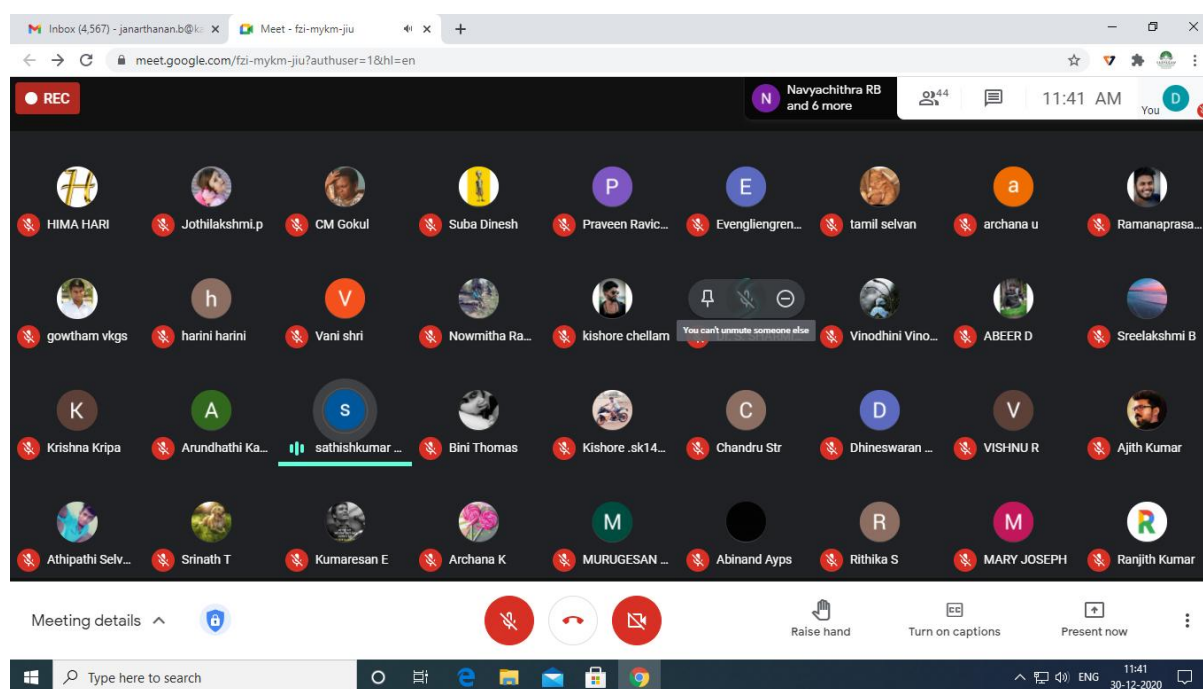 Inbox (4,567) - janarthanan.b@ka
Meet - fzi-mykm-jiu
meet.google.com/fzi-mykm-jiu?authuser=1&hl=en
REC
N
Navyachithra RB
and 6 more
44
11:41 AM
You
D
P
E
a
HIMA HARI
Jothilakshmi.p
CM Gokul
Suba Dinesh
Praveen Ravic...
Evengliengren...
tamil selvan
archana u
Ramanaprasa...
h
V
You can't unmute someone else
gowtham vkgs
harini harini
Vani shri
Nowmitha Ra...
kishore chellam
Vinodhini Vino...
ABEER D
Sreelakshmi B
K
A
s
C
D
V
Krishna Kripa
Arundhathi Ka...
sathishkumar ...
Bini Thomas
Kishore .sk14...
Chandru Str
Dhineswaran ...
VISHNU R
Ajith Kumar
M
R
M
R
Athipathi Selv...
Srinath T
Kumaresan E
Archana K
MURUGESAN ...
Abinand Ayps
Rithika S
MARY JOSEPH
Ranjith Kumar
Meeting details
Raise hand
CC
Turn on captions
Present now
Type here to search
ENG
11:41
30-12-2020